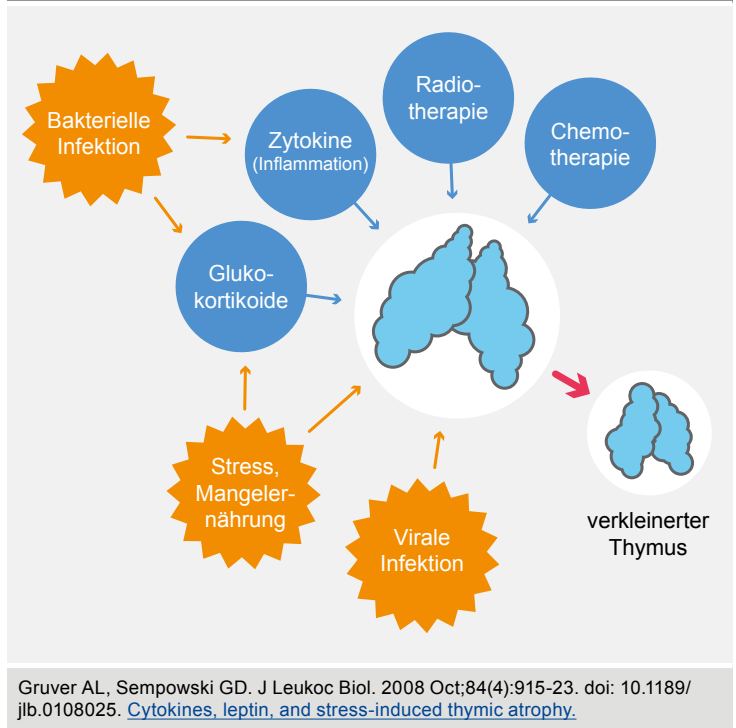 Bakterielle
Infektion
Zytokine
(Inflammation)
Radio-
therapie
Chemo-
therapie
Gluko-
kortikoide
Stress,
Mangeler-
nährung
Virale
Infektion
verkleinerter
Thymus
Gruver AL, Sempowski GD. J Leukoc Biol. 2008 Oct;84(4):915-23. doi: 10.1189/
jlb.0108025. Cytokines, leptin, and stress-induced thymic atrophy.